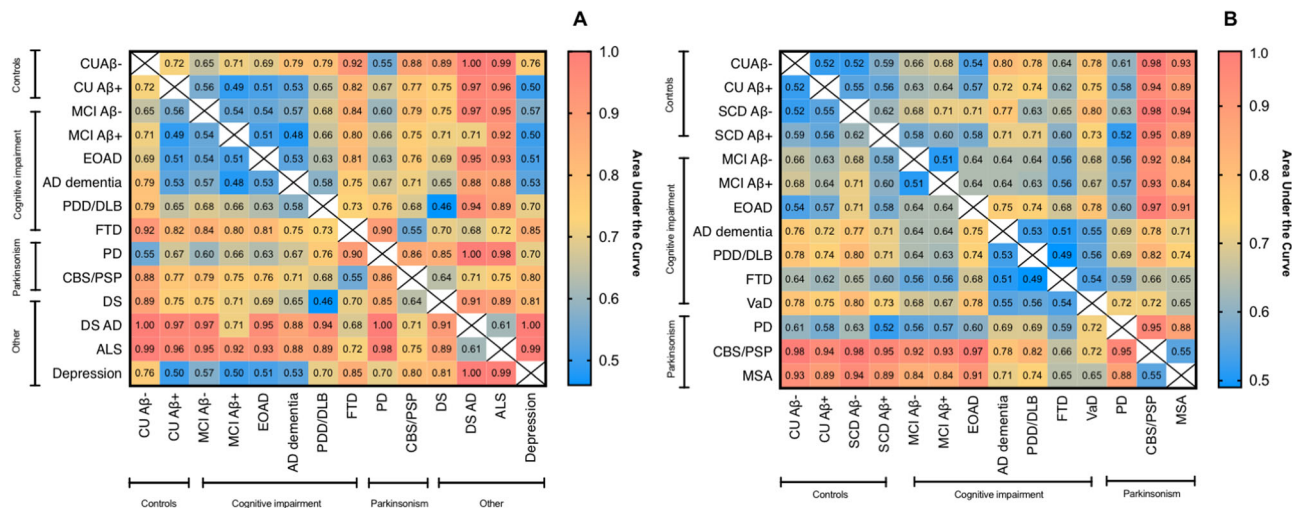 A
Controls
Cognitive impairment
Parkinsonism
Other
CUAβ- 0.72 0.65 0.71 0.69 0.79 0.79 0.92 0.55 0.88 0.89 1.00 0.99 0.76
CU Aβ+ 0.72 0.56 0.49 0.51 0.53 0.65 0.82 0.67 0.77 0.75 0.97 0.96 0.50
MCI Aβ- 0.65 0.56 0.54 0.54 0.57 0.68 0.84 0.60 0.79 0.75 0.97 0.95 0.57
MCI Aβ+ 0.71 0.49 0.54 0.51 0.48 0.66 0.80 0.66 0.75 0.71 0.71 0.92 0.50
EOAD 0.69 0.51 0.54 0.51 0.53 0.63 0.81 0.63 0.76 0.69 0.95 0.93 0.51
AD dementia 0.79 0.53 0.57 0.48 0.53 0.58 0.75 0.67 0.71 0.65 0.88 0.88 0.53
PDD/DLB 0.79 0.65 0.68 0.66 0.63 0.58 0.73 0.76 0.68 0.46 0.94 0.89 0.70
FTD 0.92 0.82 0.84 0.80 0.81 0.75 0.73 0.90 0.55 0.70 0.68 0.72 0.85
PD 0.55 0.67 0.60 0.66 0.63 0.67 0.76 0.90 0.86 0.85 1.00 0.98 0.70
CBS/PSP 0.88 0.77 0.79 0.75 0.76 0.71 0.68 0.55 0.86 0.64 0.71 0.75 0.80
DS 0.89 0.75 0.75 0.71 0.69 0.65 0.46 0.70 0.85 0.64 0.91 0.89 0.81
DS AD 1.00 0.97 0.97 0.71 0.95 0.88 0.94 0.68 1.00 0.71 0.91 0.61 1.00
ALS 0.99 0.96 0.95 0.92 0.93 0.88 0.89 0.72 0.98 0.75 0.89 0.61 0.99
Depression 0.76 0.50 0.57 0.50 0.51 0.53 0.70 0.85 0.70 0.80 0.81 1.00 0.99
CU Aβ- CU Aβ+ MCI Aβ- MCI Aβ+ EOAD AD dementia PDD/DLB FTD PD CBS/PSP DS DS AD ALS Depression
Controls Cognitive impairment Parkinsonism Other
1.0
0.9
0.8
0.7
0.6
0.5
Area Under the Curve
B
Controls
Cognitive impairment
Parkinsonism
CUAβ- 0.52 0.52 0.59 0.66 0.68 0.54 0.80 0.78 0.64 0.78 0.61 0.98 0.93
CU Aβ+ 0.52 0.55 0.56 0.63 0.64 0.57 0.72 0.74 0.62 0.75 0.58 0.94 0.89
SCD Aβ- 0.52 0.55 0.62 0.68 0.71 0.71 0.77 0.63 0.65 0.80 0.63 0.98 0.94
SCD Aβ+ 0.59 0.56 0.62 0.58 0.60 0.58 0.71 0.71 0.60 0.73 0.52 0.95 0.89
MCI Aβ- 0.66 0.63 0.68 0.58 0.51 0.64 0.64 0.64 0.56 0.68 0.56 0.92 0.84
MCI Aβ+ 0.68 0.64 0.71 0.60 0.51 0.64 0.64 0.63 0.56 0.67 0.57 0.93 0.84
EOAD 0.54 0.57 0.71 0.58 0.64 0.64 0.75 0.74 0.68 0.78 0.60 0.97 0.91
AD dementia 0.76 0.72 0.77 0.71 0.64 0.64 0.75 0.53 0.51 0.55 0.69 0.78 0.71
PDD/DLB 0.78 0.74 0.80 0.71 0.64 0.63 0.74 0.53 0.49 0.56 0.69 0.82 0.74
FTD 0.64 0.62 0.65 0.60 0.56 0.56 0.68 0.51 0.49 0.54 0.59 0.66 0.65
VaD 0.78 0.75 0.80 0.73 0.68 0.67 0.78 0.55 0.56 0.54 0.72 0.72 0.65
PD 0.61 0.58 0.63 0.52 0.56 0.57 0.60 0.69 0.69 0.59 0.72 0.95 0.88
CBS/PSP 0.98 0.94 0.98 0.95 0.92 0.93 0.97 0.78 0.82 0.66 0.72 0.95 0.55
MSA 0.93 0.89 0.94 0.89 0.84 0.84 0.91 0.71 0.74 0.65 0.65 0.88 0.55
CU Aβ- CU Aβ+ SCD Aβ- SCD Aβ+ MCI Aβ- MCI Aβ+ EOAD AD dementia PDD/DLB FTD VaD PD CBS/PSP MSA
Controls Cognitive impairment Parkinsonism
1.0
0.9
0.8
0.7
0.6
0.5
Area Under the Curve